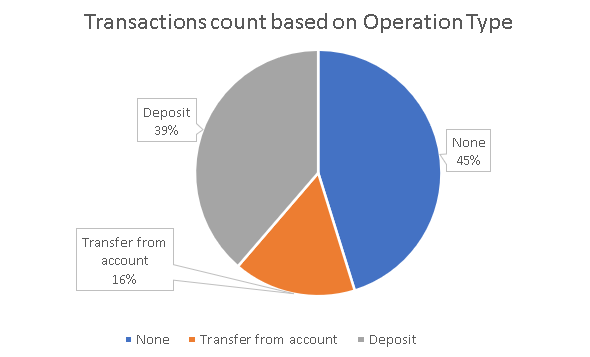 Transactions count based on Operation Type
Deposit
39%
None
45%
Transfer from
account
16%
None
Transfer from account
Deposit